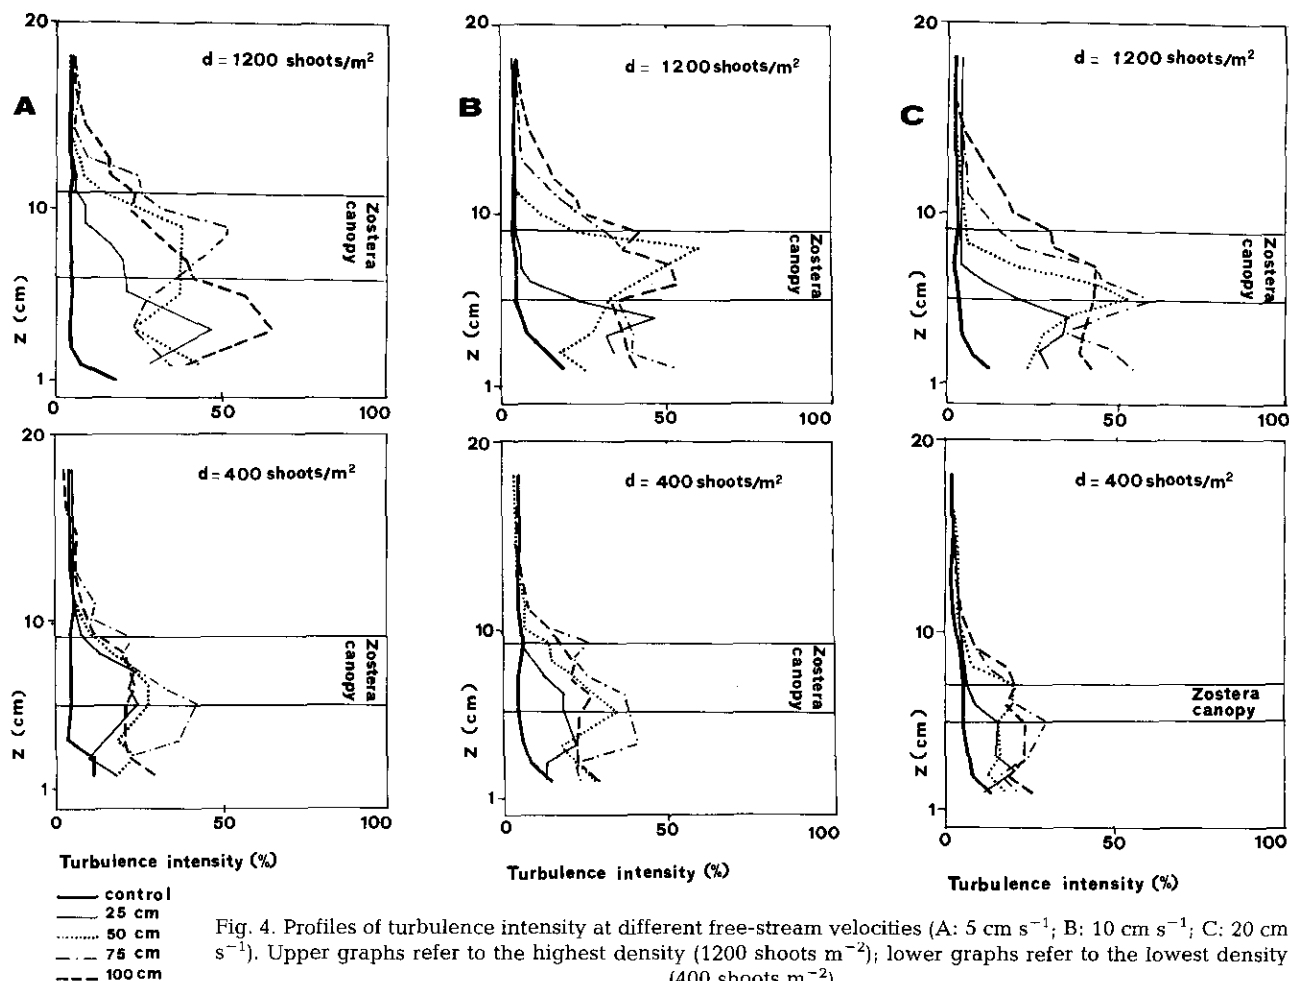 20
A
d = 1200 shoots/m²
Zostera
canopy
10
Z (cm)
1
0
50
100
20
B
d = 1200 shoots/m²
Zostera
canopy
10
Z (cm)
1
0
50
100
20
C
d = 1200 shoots/m²
Zostera
canopy
10
Z (cm)
1
0
50
100
20
d = 400 shoots/m²
Zostera
canopy
10
Z (cm)
1
0
50
100
Turbulence intensity (%)
20
d = 400 shoots/m²
Zostera
canopy
10
Z (cm)
1
0
50
100
Turbulence intensity (%)
20
d = 400 shoots/m²
Zostera
canopy
10
Z (cm)
1
0
50
100
Turbulence intensity (%)
control
25 cm
50 cm
75 cm
100 cm
Fig. 4. Profiles of turbulence intensity at different free-stream velocities (A: 5 cm s⁻¹; B: 10 cm s⁻¹; C: 20 cm
s⁻¹). Upper graphs refer to the highest density (1200 shoots m⁻²); lower graphs refer to the lowest density
(400 shoots m⁻²)